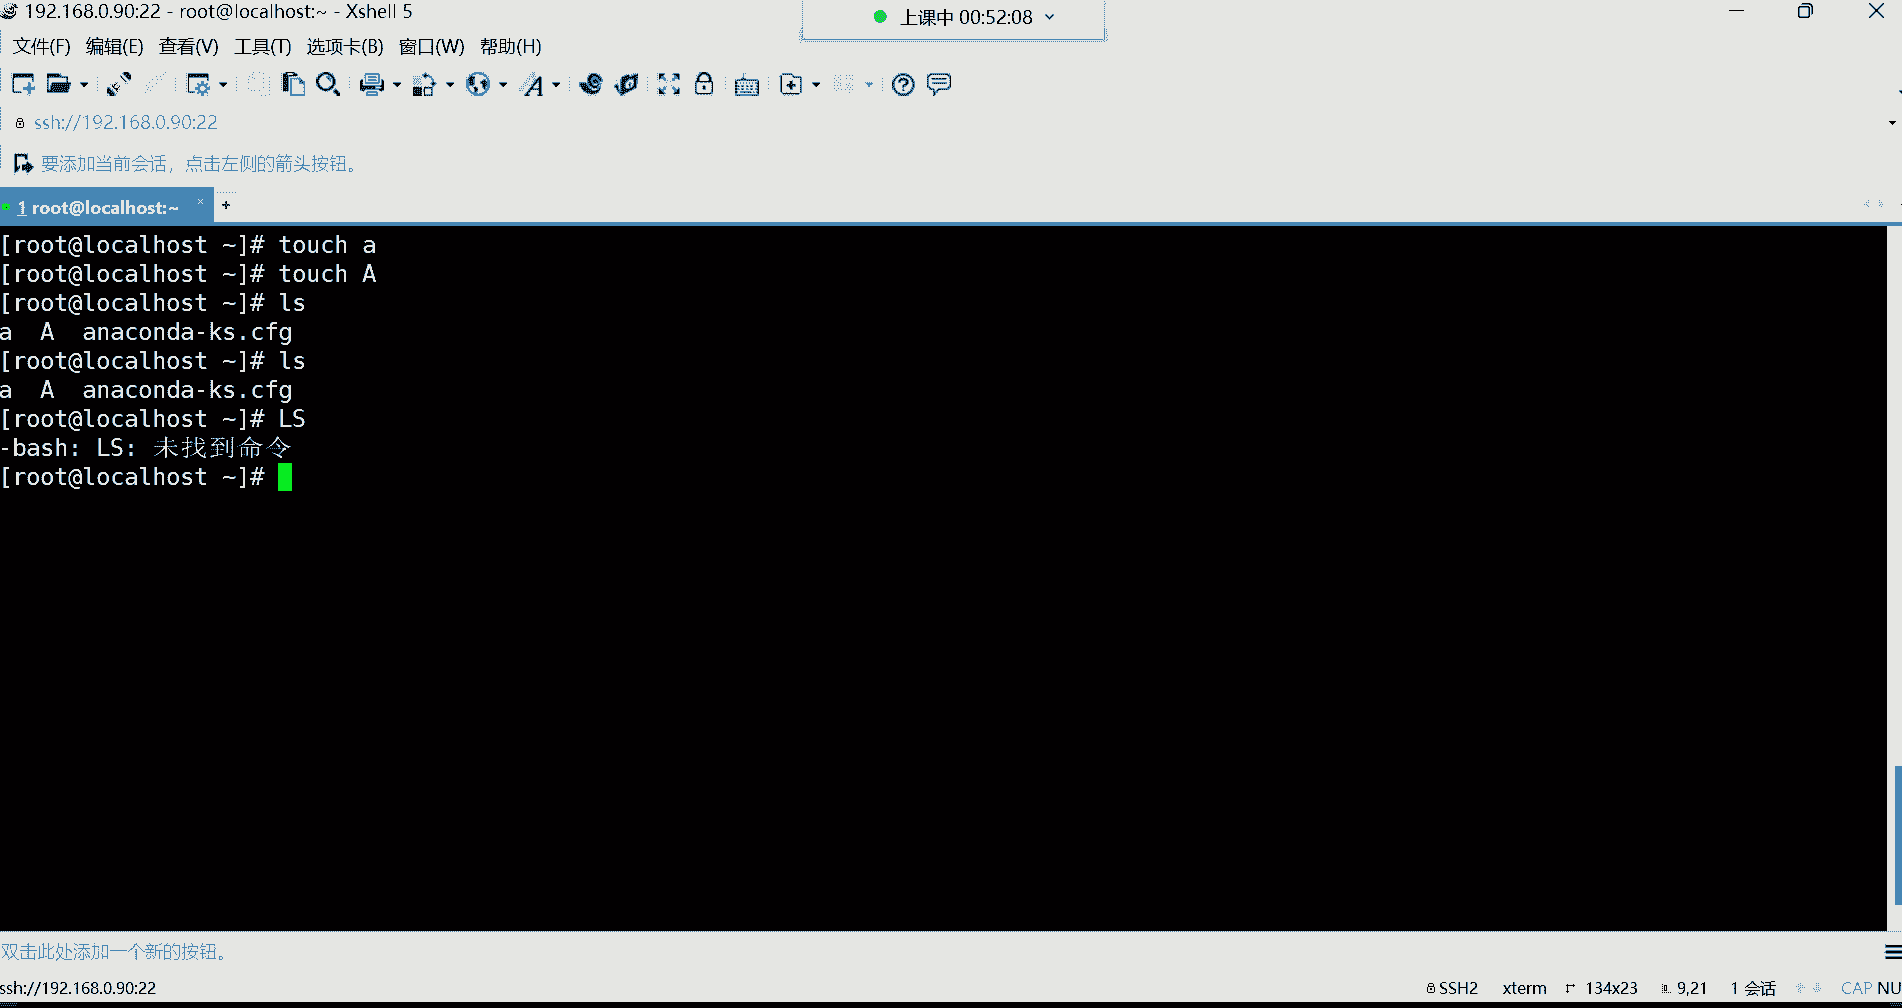 192.168.0.90:22 - root@localhost:~ - Xshell 5
上课中 00:52:08
文件(F) 编辑(E) 查看(V) 工具(T) 选项卡(B) 窗口(W) 帮助(H)
ssh://192.168.0.90:22
要添加当前会话，点击左侧的箭头按钮。
1 root@localhost:~ × +
[root@localhost ~]# touch a
[root@localhost ~]# touch A
[root@localhost ~]# ls
a  A  anaconda-ks.cfg
[root@localhost ~]# ls
a  A  anaconda-ks.cfg
[root@localhost ~]# LS
-bash: LS: 未找到命令
[root@localhost ~]#
双击此处添加一个新的按钮。
ssh://192.168.0.90:22 SSH2 xterm 134x23 9,21 1 会话 CAP NU